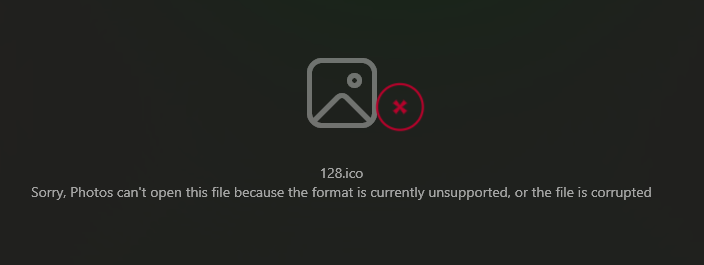 128.ico
Sorry, Photos can't open this file because the format is currently unsupported, or the file is corrupted